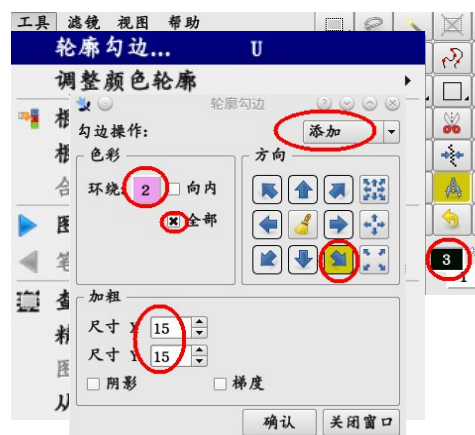 工具 滤镜 视图 帮助
轮廓勾边... U
调整颜色轮廓
轮廓勾边
勾边操作: 添加
色彩
方向
环绕: 2 向内
全部
3
加粗
尺寸 X 15
尺寸 Y 15
阴影 梯度
确认 关闭窗口